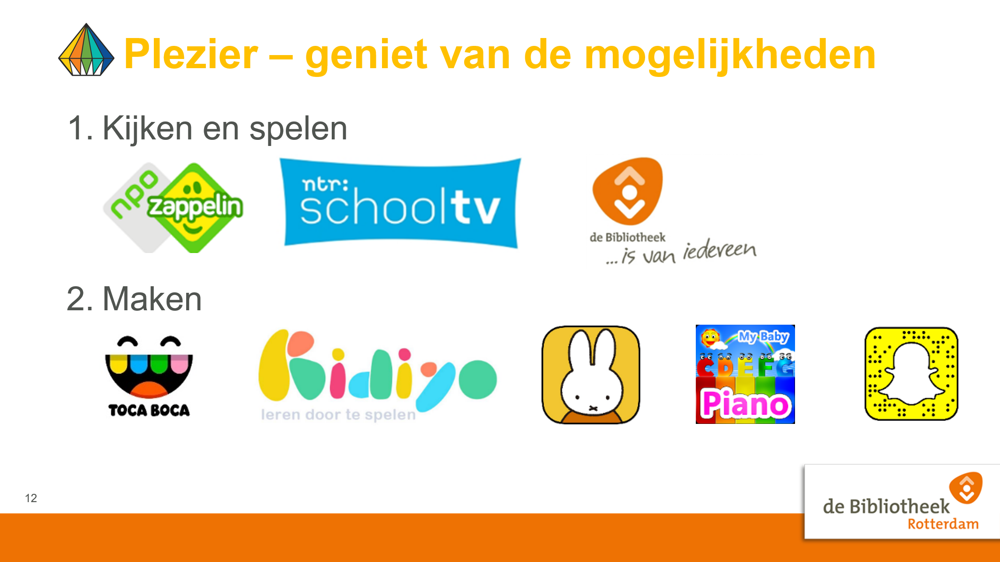 Plezier – geniet van de mogelijkheden
1. Kijken en spelen
npo
zappelin
ntr:
schooltv
de Bibliotheek
...is van iedereen
2. Maken
TOCA BOCA
Kidiyo
leren door te spelen
My Baby
C D E F G
Piano
12
de Bibliotheek
Rotterdam